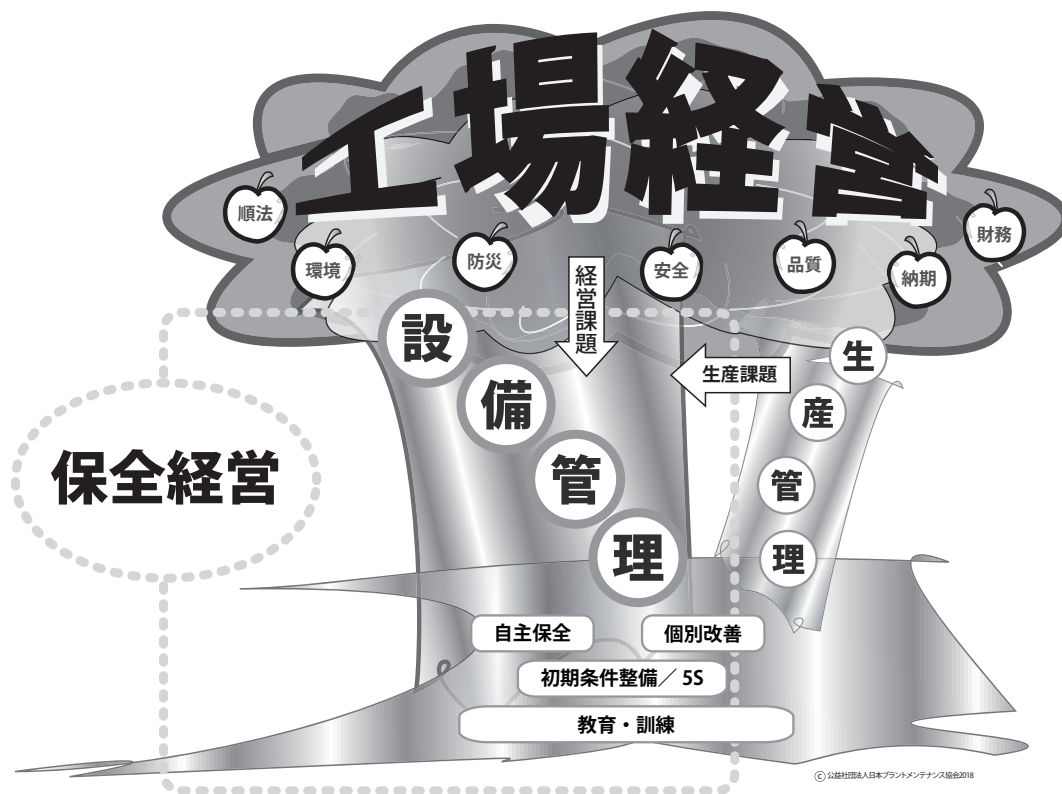 工場経営
順法
環境
防災
安全
品質
納期
財務
経営課題
生産課題
設備管理
生産管理
保全経営
自主保全
個別改善
初期条件整備／5S
教育・訓練
Ⓒ 公益社団法人日本プラントメンテナンス協会2018